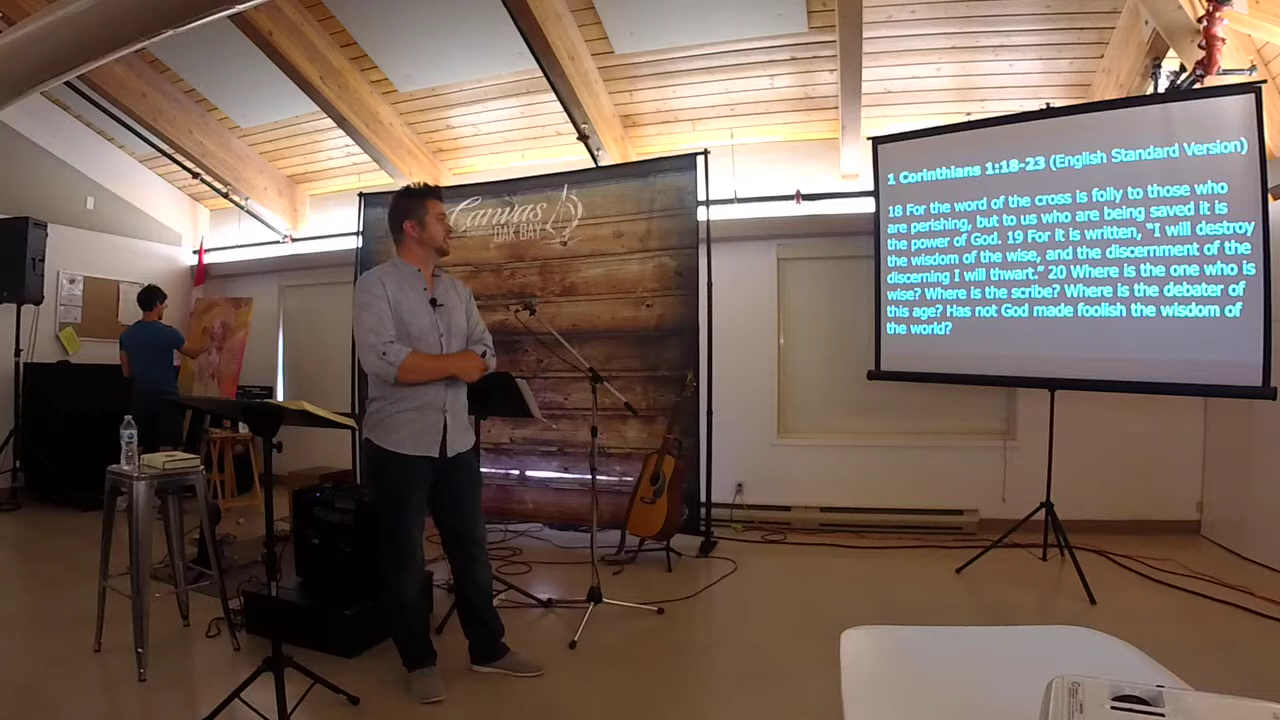 Canvas
OAK BAY
1 Corinthians 1:18-23 (English Standard Version)
18 For the word of the cross is folly to those who
are perishing, but to us who are being saved it is
the power of God. 19 For it is written, “I will destroy
the wisdom of the wise, and the discernment of the
discerning I will thwart.” 20 Where is the one who is
wise? Where is the scribe? Where is the debater of
this age? Has not God made foolish the wisdom of
the world?